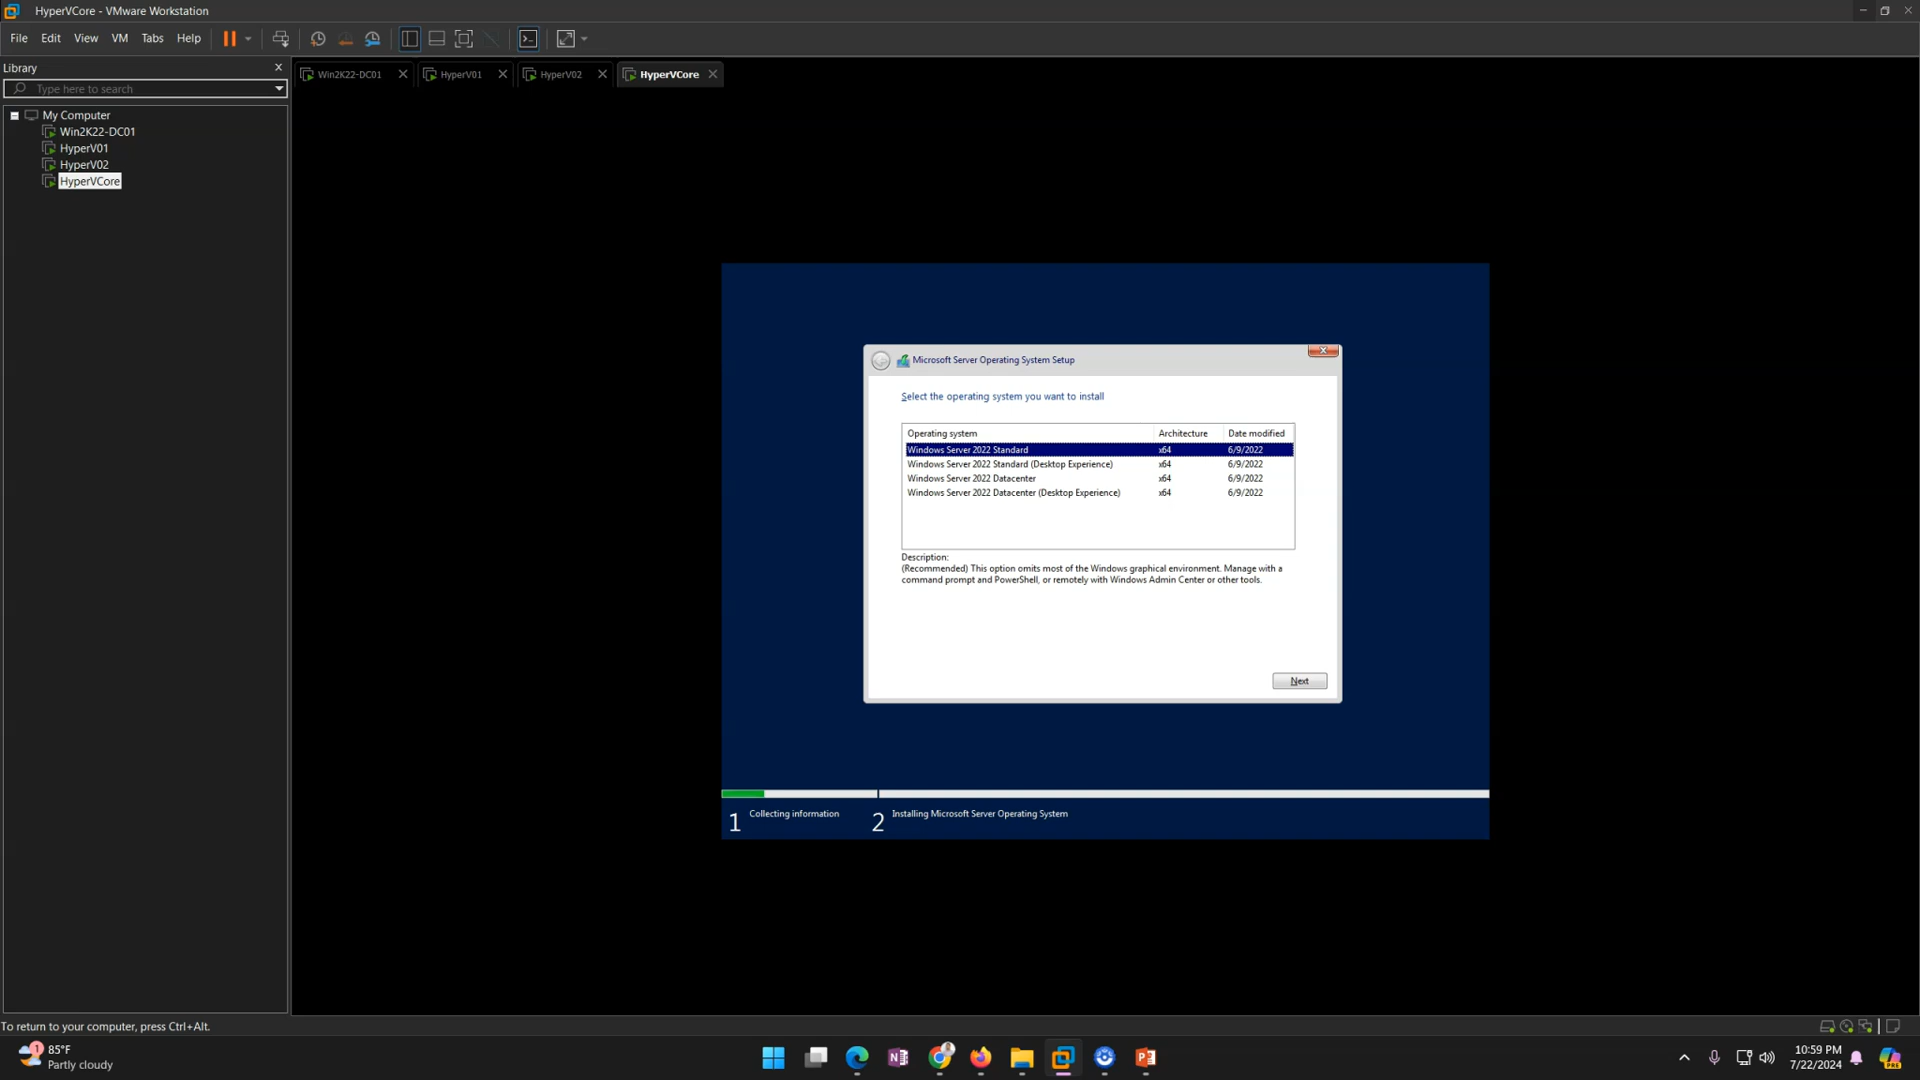 HyperVCore - VMware Workstation
File Edit View VM Tabs Help
Library
Type here to search
Win2K22-DC01 HyperV01 HyperV02 HyperVCore
My Computer
Win2K22-DC01
HyperV01
HyperV02
HyperVCore
Microsoft Server Operating System Setup
Select the operating system you want to install
Operating system Architecture Date modified
Windows Server 2022 Standard x64 6/9/2022
Windows Server 2022 Standard (Desktop Experience) x64 6/9/2022
Windows Server 2022 Datacenter x64 6/9/2022
Windows Server 2022 Datacenter (Desktop Experience) x64 6/9/2022
Description:
(Recommended) This option omits most of the Windows graphical environment. Manage with a
command prompt and PowerShell, or remotely with Windows Admin Center or other tools.
Next
1 Collecting information 2 Installing Microsoft Server Operating System
To return to your computer, press Ctrl+Alt.
1 85°F
Partly cloudy
10:59 PM
7/22/2024